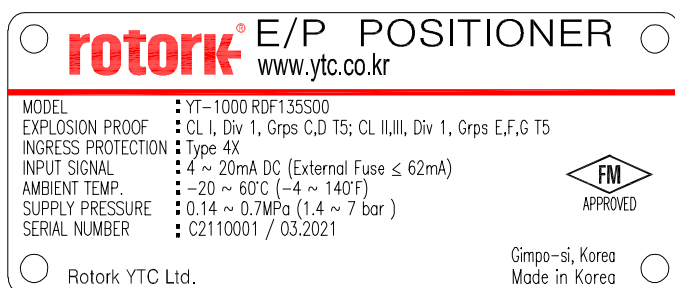 rotork® E/P POSITIONER
www.ytc.co.kr
MODEL : YT-1000 RDF135S00
EXPLOSION PROOF : CL I, Div 1, Grps C,D T5; CL II,III, Div 1, Grps E,F,G T5
INGRESS PROTECTION : Type 4X
INPUT SIGNAL : 4 ~ 20mA DC (External Fuse ≤ 62mA)
AMBIENT TEMP. : -20 ~ 60°C (-4 ~ 140°F)
SUPPLY PRESSURE : 0.14 ~ 0.7MPa (1.4 ~ 7 bar )
SERIAL NUMBER : C2110001 / 03.2021
FM
APPROVED
Gimpo-si, Korea
Rotork YTC Ltd. Made in Korea